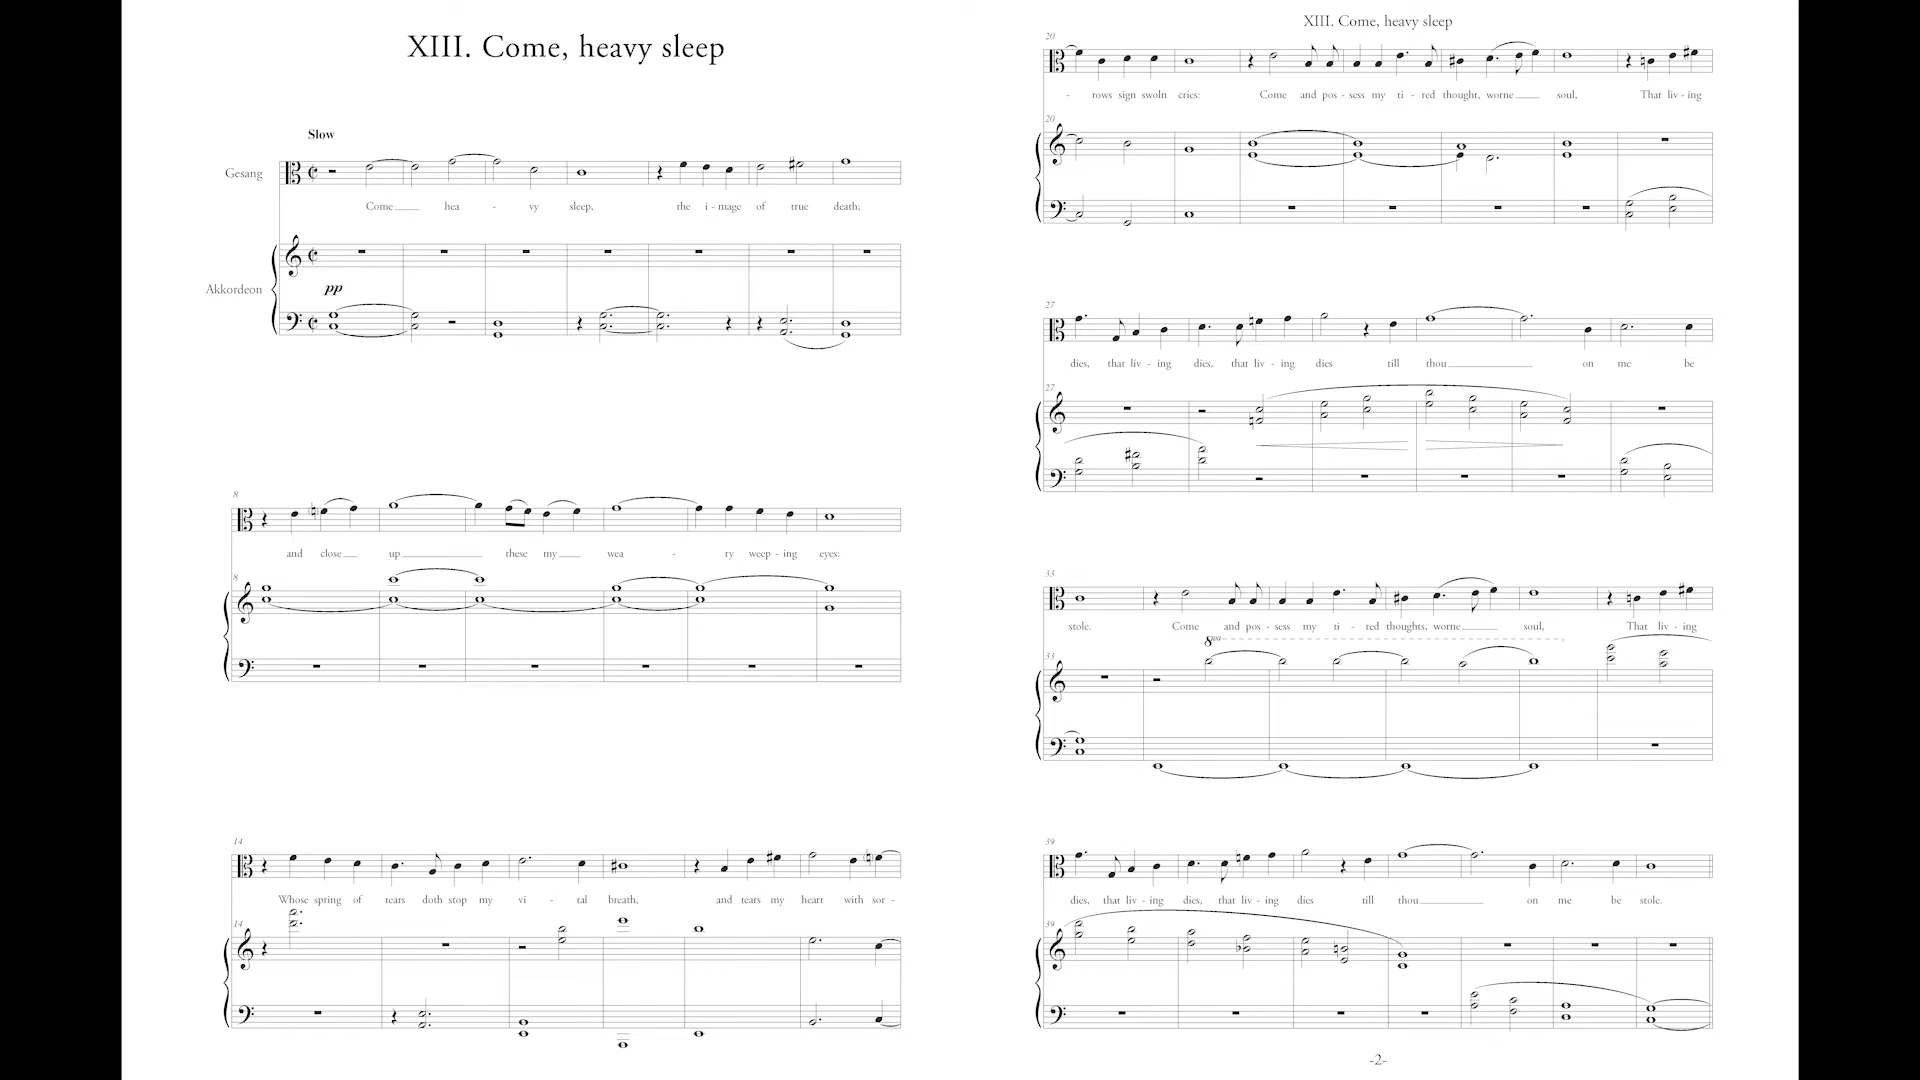 XIII. Come, heavy sleep
Slow
Gesang
Come hea - vy sleep, the i - mage of true death;
pp
Akkordeon
8
and close up these my wea - ry weep - ing eyes:
8
14
Whose spring of tears doth stop my vi - tal breath, and tears my heart with sor -
14
XIII. Come, heavy sleep
20
- rows sign swoln cries: Come and pos - sess my ti - red thought, worne soul, That liv - ing
20
27
dies, that liv - ing dies, that liv - ing dies till thou on me be
27
33
stole. Come and pos - sess my ti - red thoughts, worne soul, That liv - ing
8va
33
39
dies, that liv - ing dies, that liv - ing dies till thou on me be stole.
39
-2-